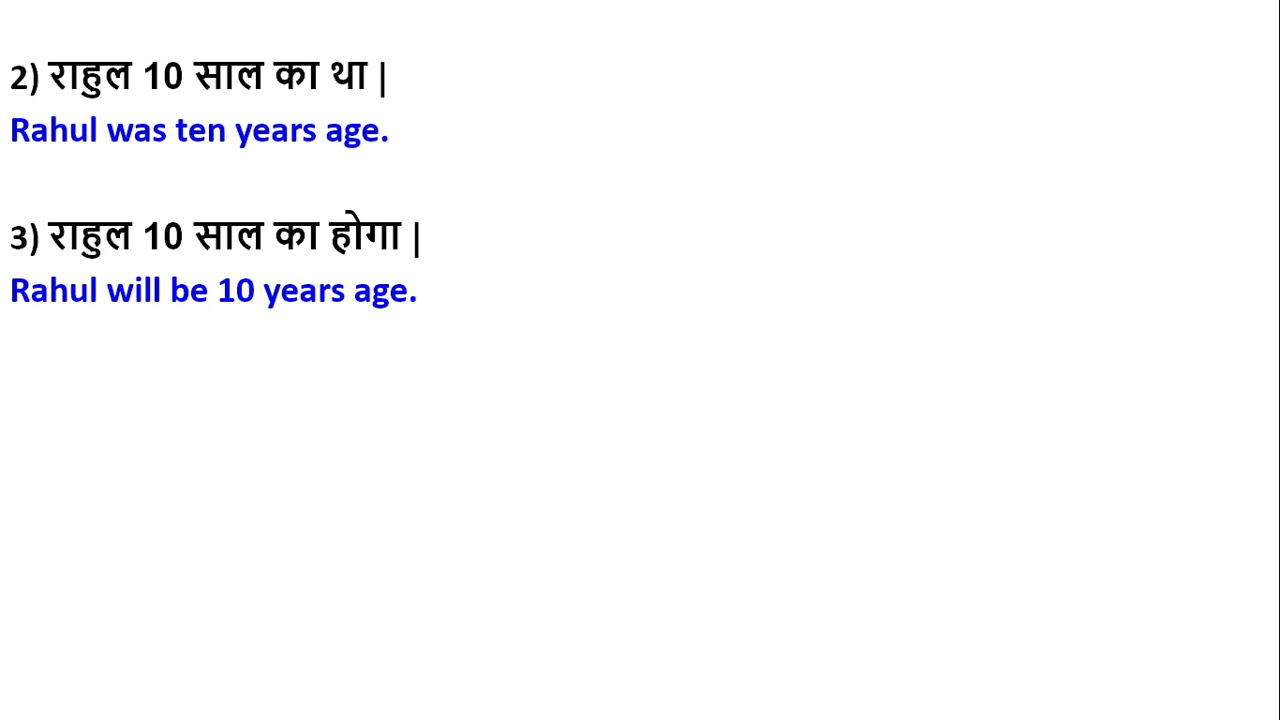 2) राहुल 10 साल का था |
Rahul was ten years age.
3) राहुल 10 साल का होगा |
Rahul will be 10 years age.